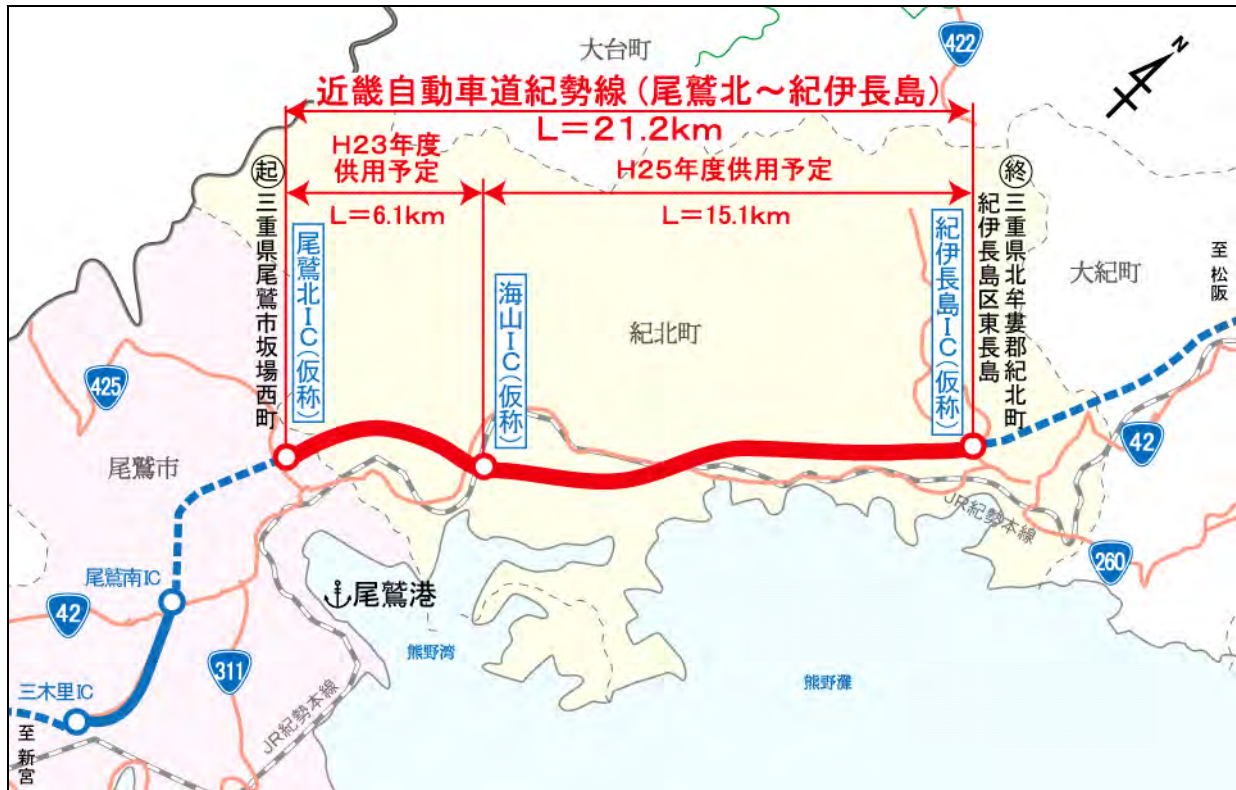 大台町
422
N
近畿自動車道紀勢線(尾鷲北～紀伊長島)
L=21.2km
H23年度
供用予定
H25年度供用予定
L=6.1km
L=15.1km
起
三重県尾鷲市坂場西町
尾鷲北IC(仮称)
海山IC(仮称)
紀伊長島IC(仮称)
終
三重県北牟婁郡紀北町
紀伊長島区東長島
大紀町
至 松阪
紀北町
425
尾鷲市
42
JR紀勢本線
260
尾鷲南IC
42
尾鷲港
311
熊野湾
熊野灘
三木里IC
JR紀勢本線
至 新宮